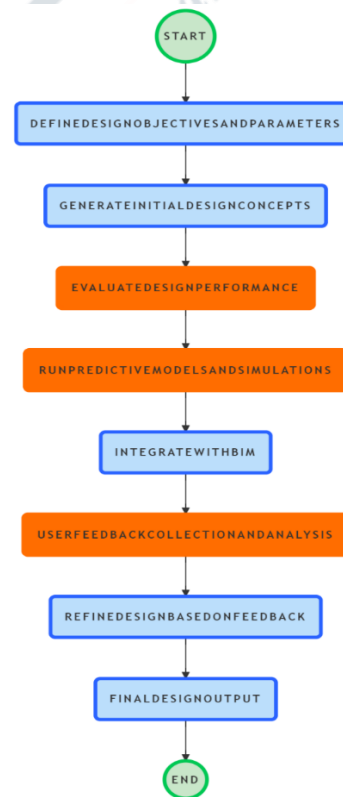 START
DEFINEDESIGNOBJECTIVESANDPARAMETERS
GENERATEINITIALDESIGNCONCEPTS
EVALUATEDESIGNPERFORMANCE
RUNPREDICTIVEMODELSANDSIMULATIONS
INTEGRATEWITHBIM
USERFEEDBACKCOLLECTIONANDANALYSIS
REFINEDESIGNBASEDONFEEDBACK
FINALDESIGNOUTPUT
END